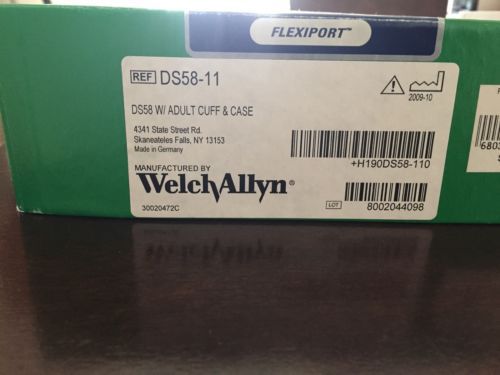 FLEXIPORT™
REF DS58-11
2009-10
DS58 W/ ADULT CUFF & CASE
4341 State Street Rd.
Skaneateles Falls, NY 13153
Made in Germany
+H190DS58-110
MANUFACTURED BY
WelchAllyn®
30020472C
LOT 8002044098